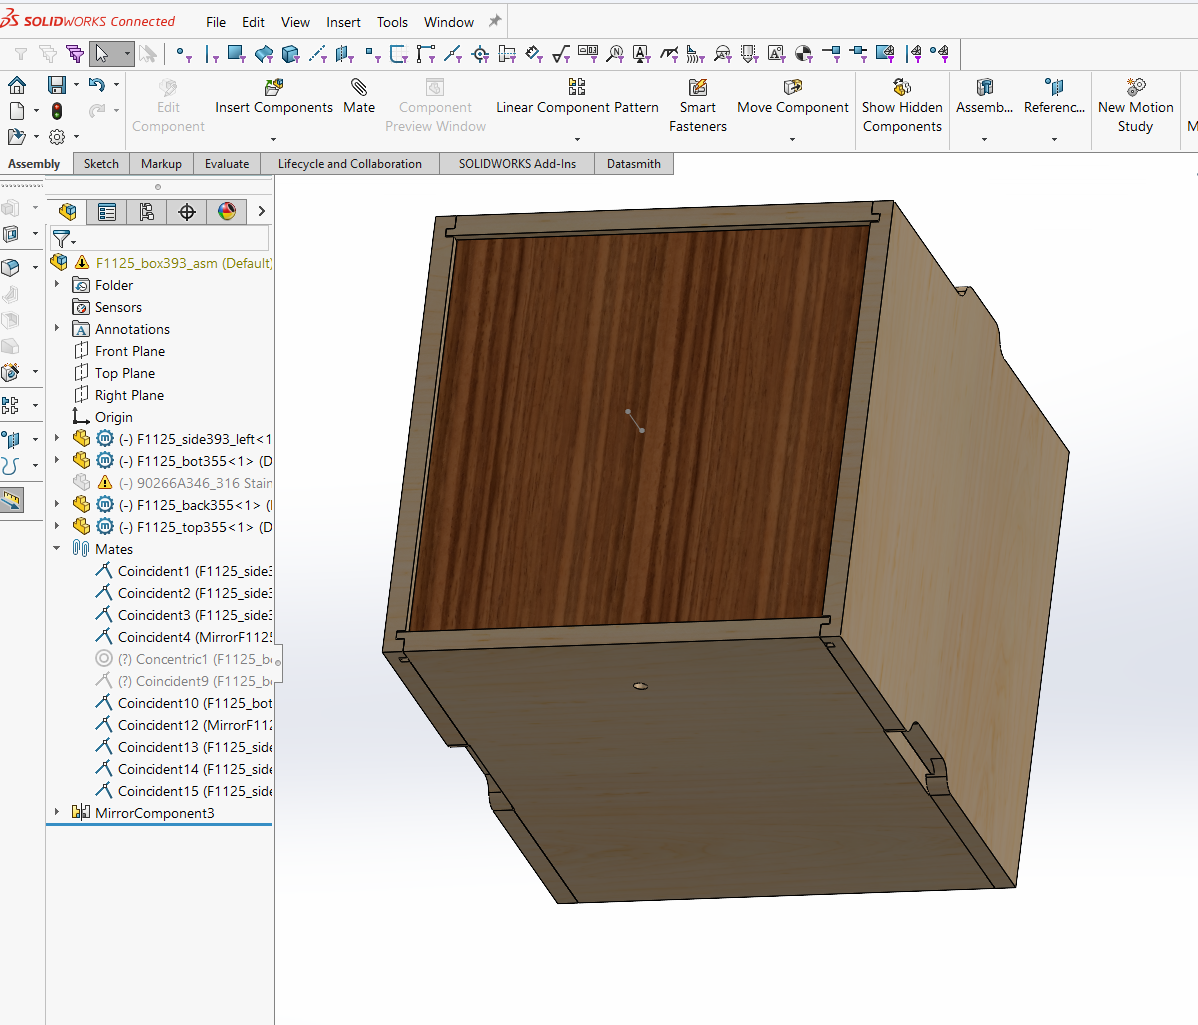 SOLIDWORKS Connected
File Edit View Insert Tools Window
Edit Component
Insert Components
Mate
Component Preview Window
Linear Component Pattern
Smart Fasteners
Move Component
Show Hidden Components
Assemb...
Referenc...
New Motion Study
M
Assembly Sketch Markup Evaluate Lifecycle and Collaboration SOLIDWORKS Add-Ins Datasmith
F1125_box393_asm (Default)
Folder
Sensors
Annotations
Front Plane
Top Plane
Right Plane
Origin
(-) F1125_side393_left<1
(-) F1125_bot355<1> (D
(-) 90266A346_316 Stain
(-) F1125_back355<1> (
(-) F1125_top355<1> (D
Mates
Coincident1 (F1125_side3
Coincident2 (F1125_side3
Coincident3 (F1125_side3
Coincident4 (MirrorF1125
(?) Concentric1 (F1125_b
(?) Coincident9 (F1125_b
Coincident10 (F1125_bot
Coincident12 (MirrorF112
Coincident13 (F1125_side
Coincident14 (F1125_side
Coincident15 (F1125_side
MirrorComponent3